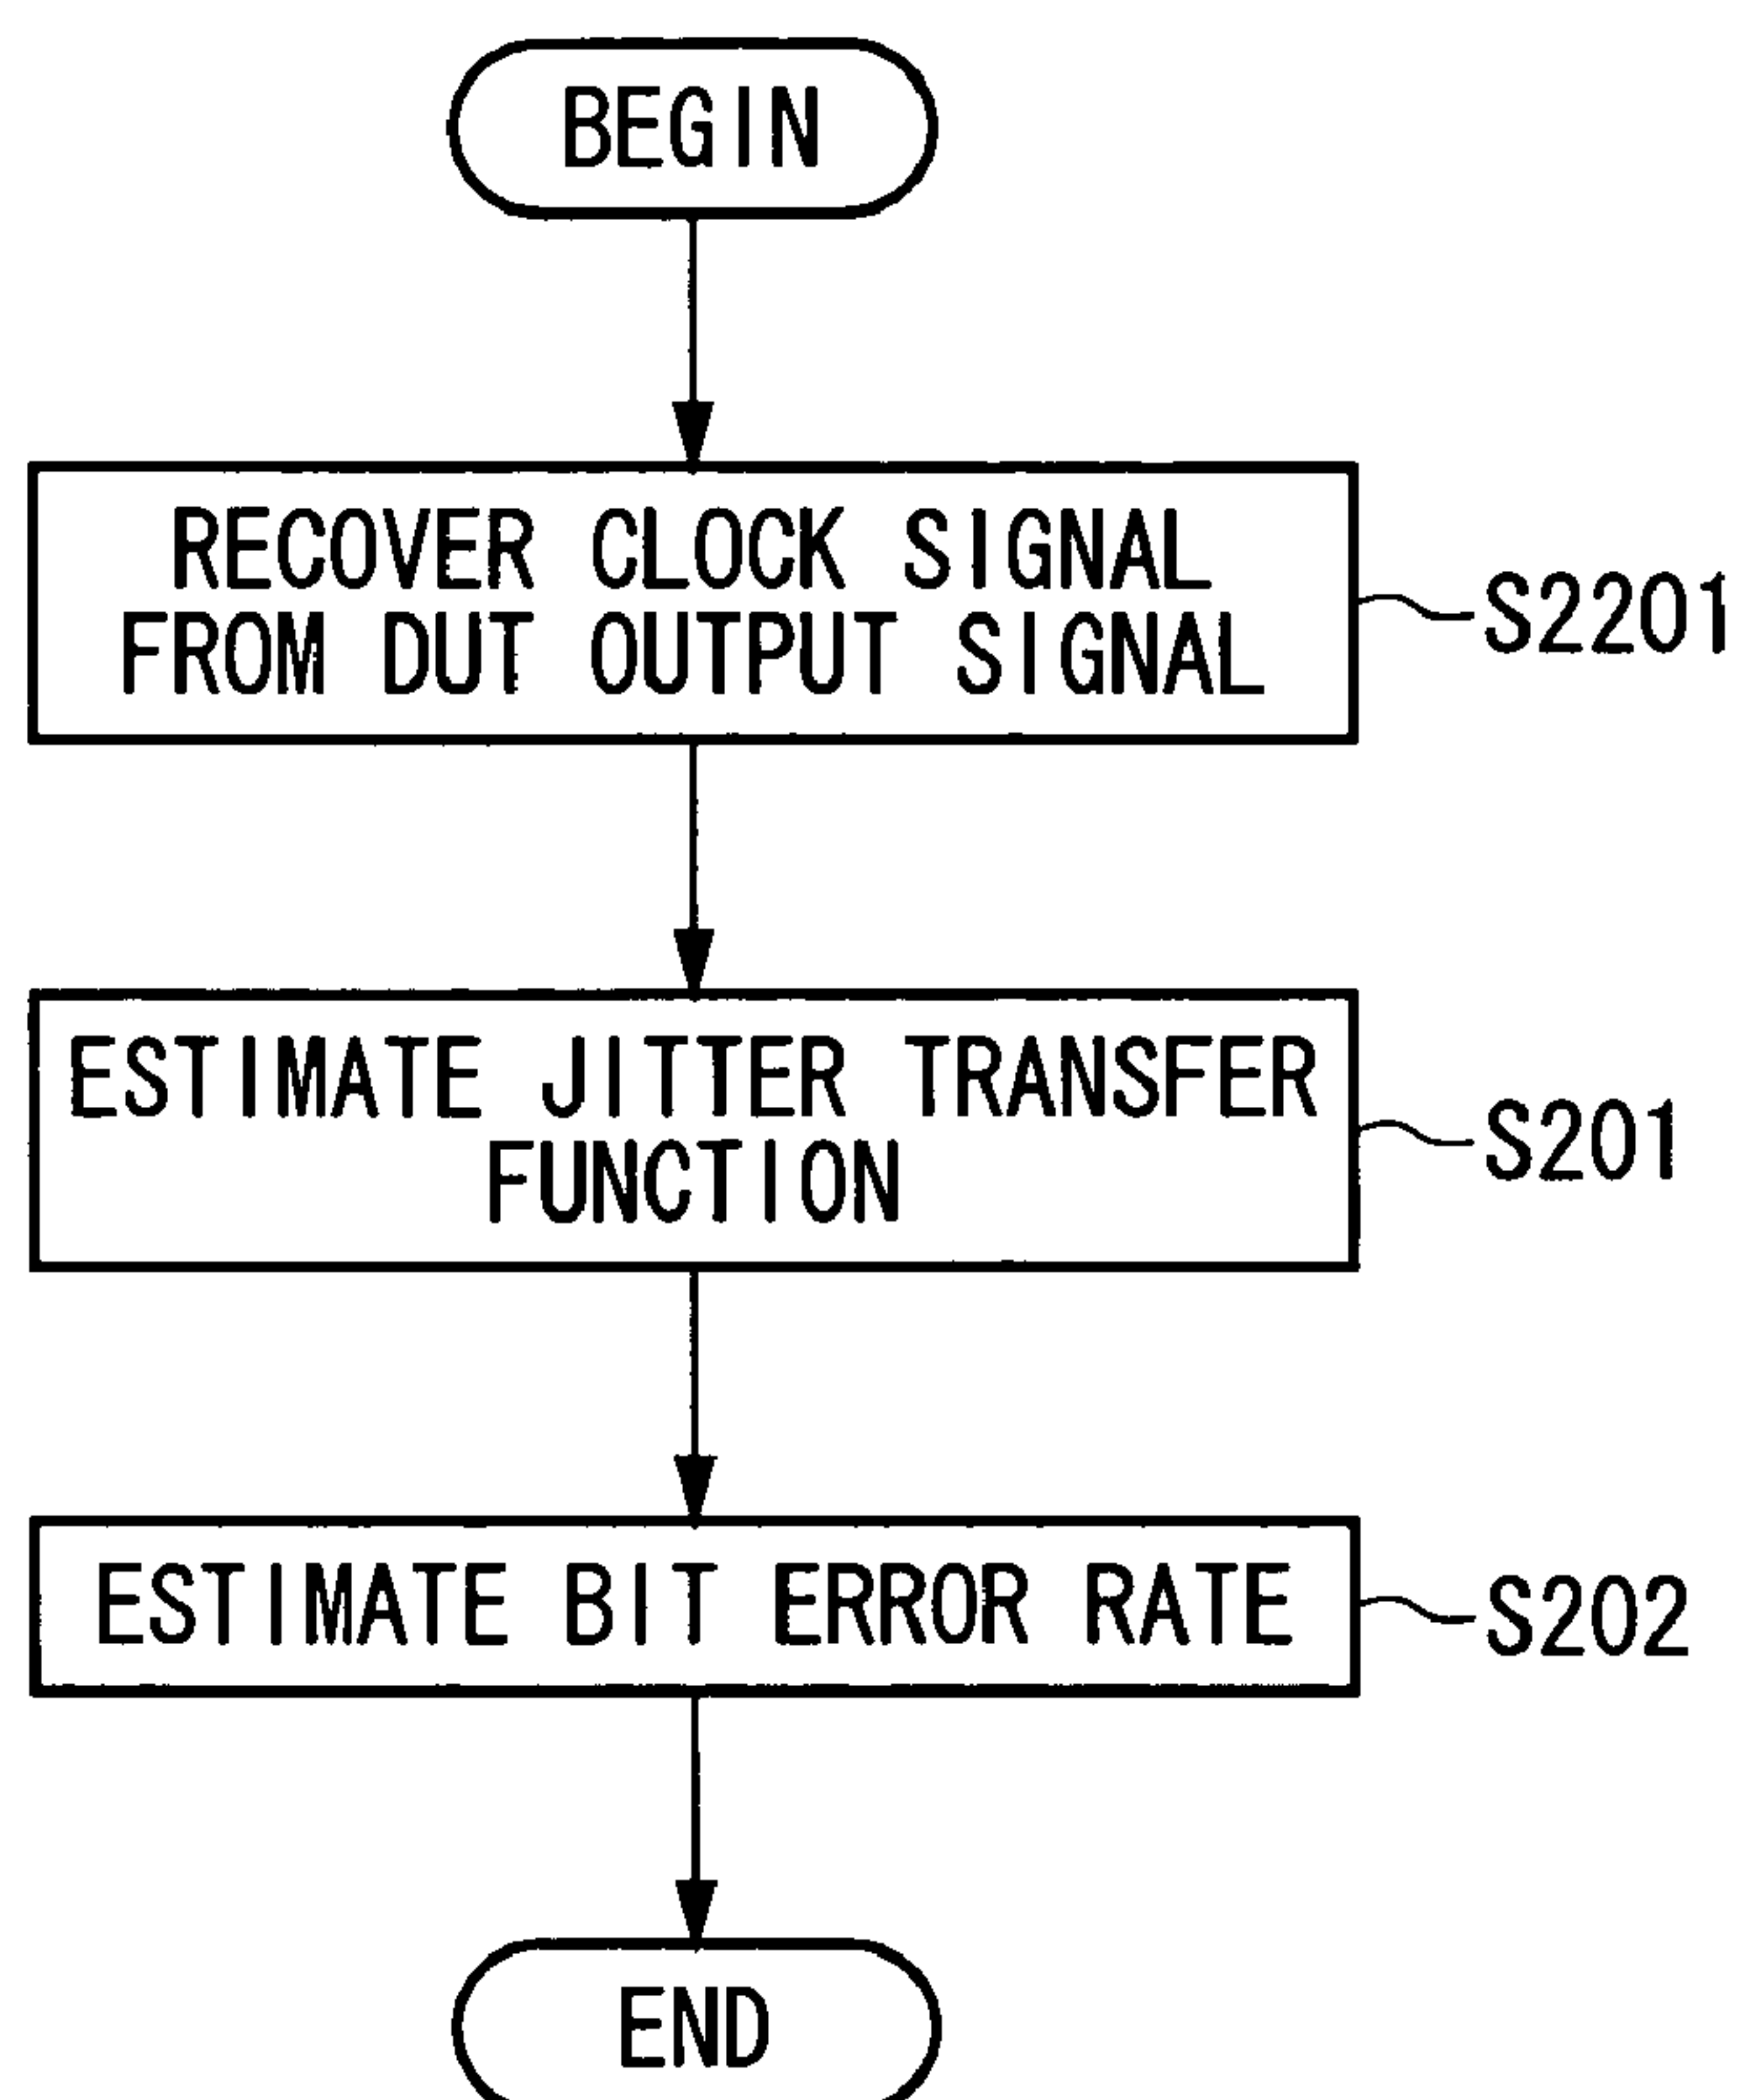 BEGIN
RECOVER CLOCK SIGNAL
FROM DUT OUTPUT SIGNAL
S2201
ESTIMATE JITTER TRANSFER
FUNCTION
S201
ESTIMATE BIT ERROR RATE
S202
END